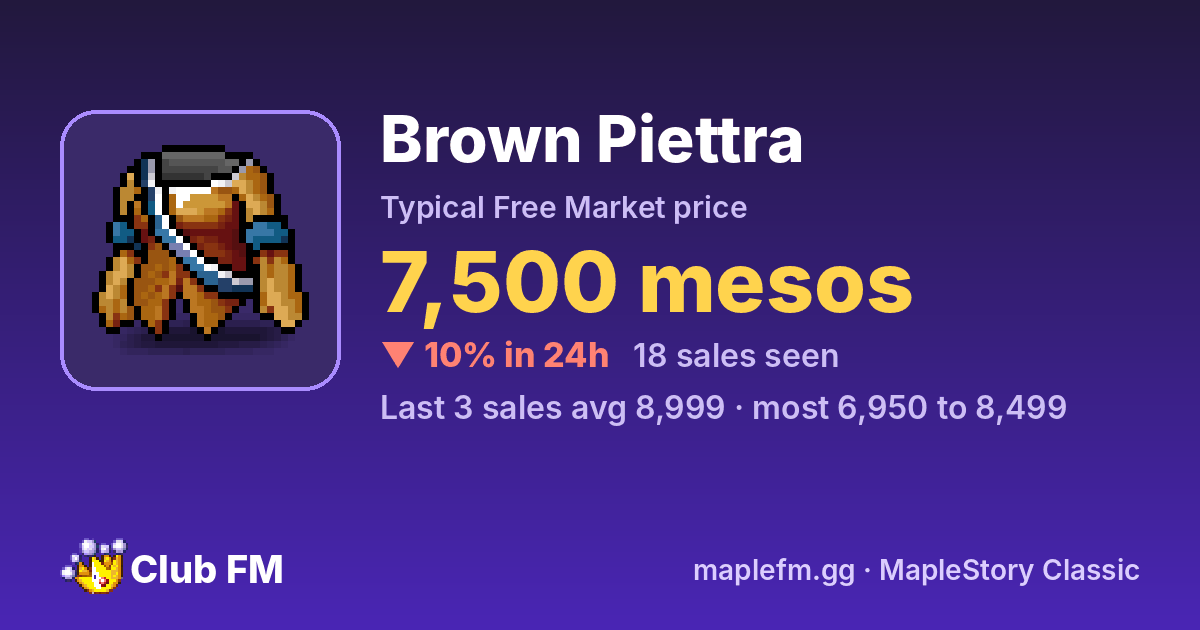 Brown Piettra
Typical Free Market price
7,500 mesos
▼ 10% in 24h 18 sales seen
Last 3 sales avg 8,999 · most 6,950 to 8,499
Club FM
maplefm.gg · MapleStory Classic